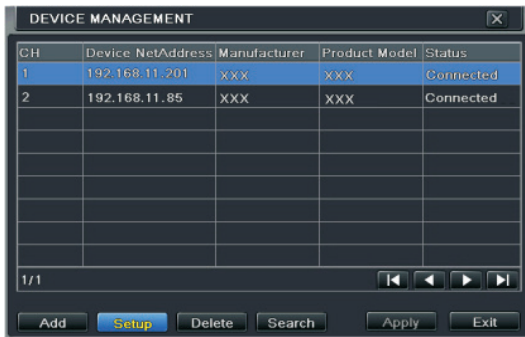 DEVICE MANAGEMENT
CH Device NetAddress Manufacturer Product Model Status
1 192.168.11.201 XXX XXX Connected
2 192.168.11.85 XXX XXX Connected
1/1
Add Setup Delete Search Apply Exit